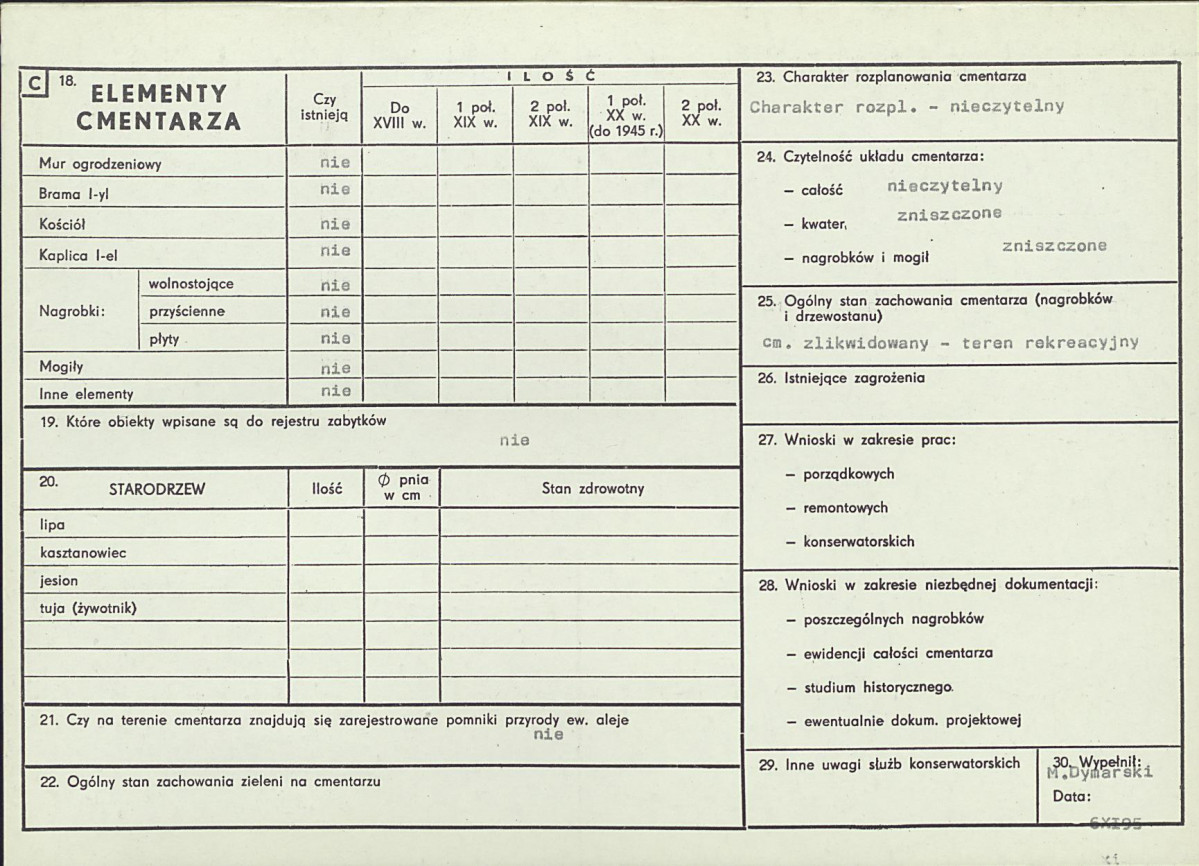 C 18. ELEMENTY
CMENTARZA
Czy
istnieją
ILOŚĆ
Do
XVIII w.
1 poł.
XIX w.
2 poł.
XIX w.
1 poł.
XX w.
(do 1945 r.)
2 poł.
XX w.
Mur ogrodzeniowy nie
Brama I-yl nie
Kościół nie
Kaplica I-el nie
Nagrobki:
wolnostojące nie
przyścienne nie
płyty nie
Mogiły nie
Inne elementy nie
19. Które obiekty wpisane są do rejestru zabytków
nie
20. STARODRZEW
Ilość
∅ pnia
w cm
Stan zdrowotny
lipa
kasztanowiec
jesion
tuja (żywotnik)
21. Czy na terenie cmentarza znajdują się zarejestrowane pomniki przyrody ew. aleje
nie
22. Ogólny stan zachowania zieleni na cmentarzu
23. Charakter rozplanowania cmentarza
Charakter rozpl. - nieczytelny
24. Czytelność układu cmentarza:
– całość nieczytelny
– kwater, zniszczone
– nagrobków i mogił zniszczone
25. Ogólny stan zachowania cmentarza (nagrobków
i drzewostanu)
cm. zlikwidowany - teren rekreacyjny
26. Istniejące zagrożenia
27. Wnioski w zakresie prac:
– porządkowych
– remontowych
– konserwatorskich
28. Wnioski w zakresie niezbędnej dokumentacji:
– poszczególnych nagrobków
– ewidencji całości cmentarza
– studium historycznego
– ewentualnie dokum. projektowej
29. Inne uwagi służb konserwatorskich
30. Wypełnił:
M.Dymarski
Data:
6XI95